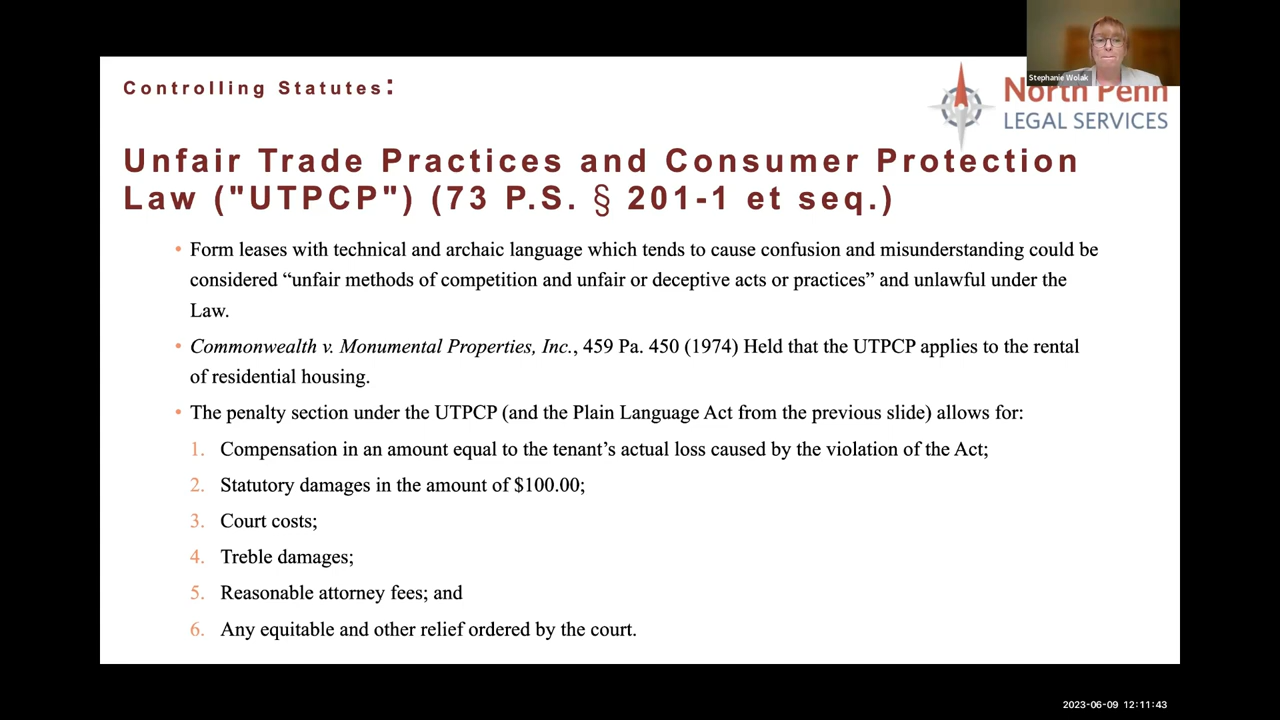 Stephanie Wolak
Controlling Statutes:
North Penn
LEGAL SERVICES
Unfair Trade Practices and Consumer Protection
Law ("UTPCP") (73 P.S. § 201-1 et seq.)
• Form leases with technical and archaic language which tends to cause confusion and misunderstanding could be
considered “unfair methods of competition and unfair or deceptive acts or practices” and unlawful under the
Law.
• Commonwealth v. Monumental Properties, Inc., 459 Pa. 450 (1974) Held that the UTPCP applies to the rental
of residential housing.
• The penalty section under the UTPCP (and the Plain Language Act from the previous slide) allows for:
1. Compensation in an amount equal to the tenant’s actual loss caused by the violation of the Act;
2. Statutory damages in the amount of $100.00;
3. Court costs;
4. Treble damages;
5. Reasonable attorney fees; and
6. Any equitable and other relief ordered by the court.
2023-06-09 12:11:43